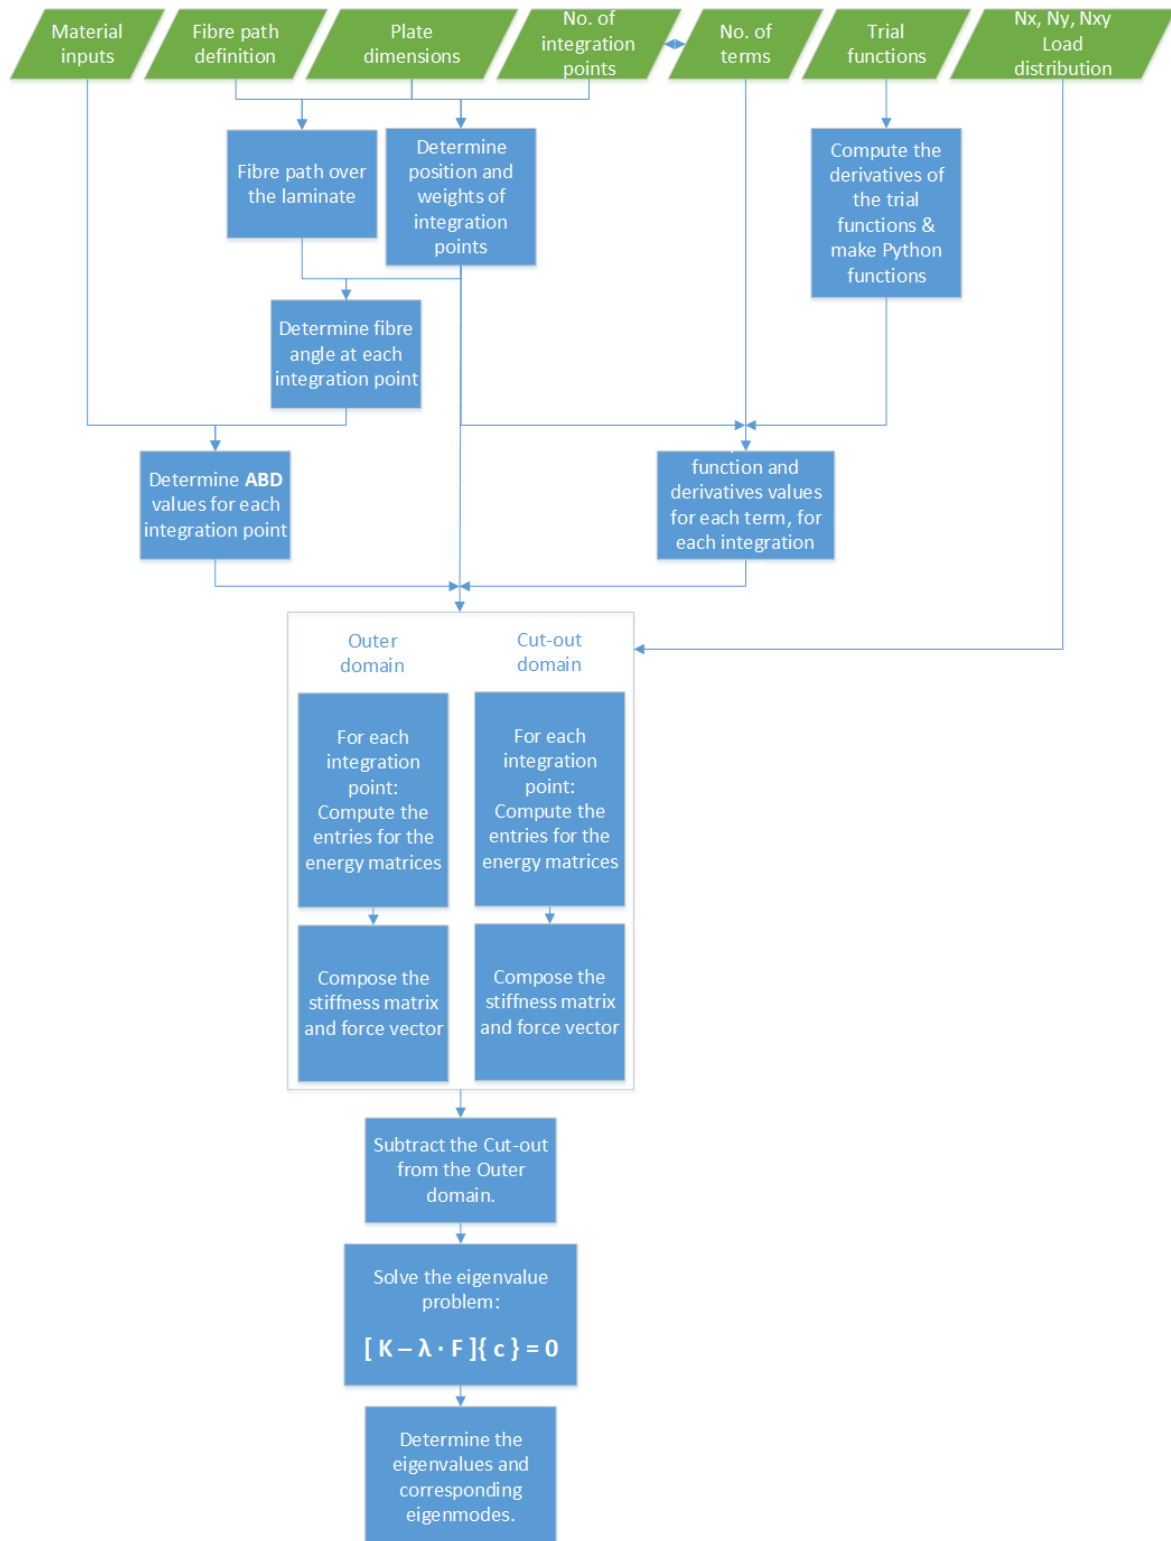 Material
inputs
Fibre path
definition
Plate
dimensions
No. of
integration
points
No. of
terms
Trial
functions
Nx, Ny, Nxy
Load
distribution
Fibre path over
the laminate
Determine
position and
weights of
integration
points
Compute the
derivatives of
the trial
functions &
make Python
functions
Determine fibre
angle at each
integration point
Determine ABD
values for each
integration point
function and
derivatives values
for each term, for
each integration
Outer
domain
Cut-out
domain
For each
integration
point:
Compute the
entries for the
energy matrices
For each
integration
point:
Compute the
entries for the
energy matrices
Compose the
stiffness matrix
and force vector
Compose the
stiffness matrix
and force vector
Subtract the Cut-out
from the Outer
domain.
Solve the eigenvalue
problem:
[ K – λ · F ]{ c } = 0
Determine the
eigenvalues and
corresponding
eigenmodes.